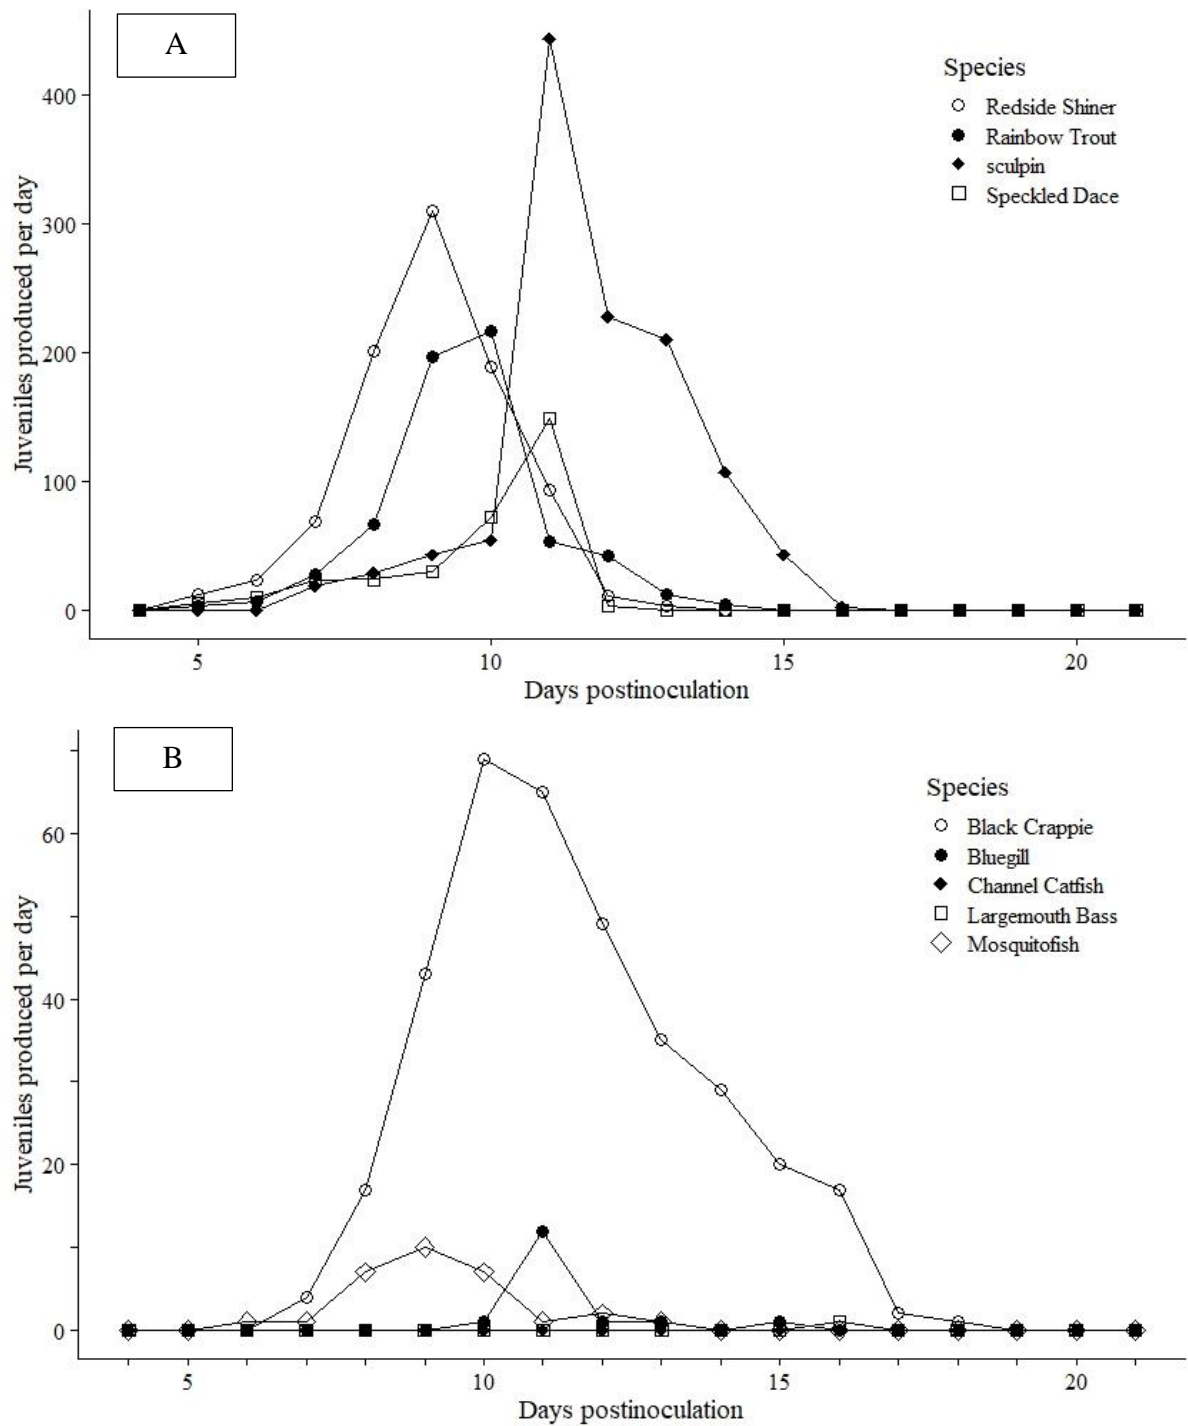 A
Species
Redside Shiner
Rainbow Trout
sculpin
Speckled Dace
Juveniles produced per day
400
300
200
100
0
5 10 15 20
Days postinoculation
B
Species
Black Crappie
Bluegill
Channel Catfish
Largemouth Bass
Mosquitofish
Juveniles produced per day
60
40
20
0
5 10 15 20
Days postinoculation